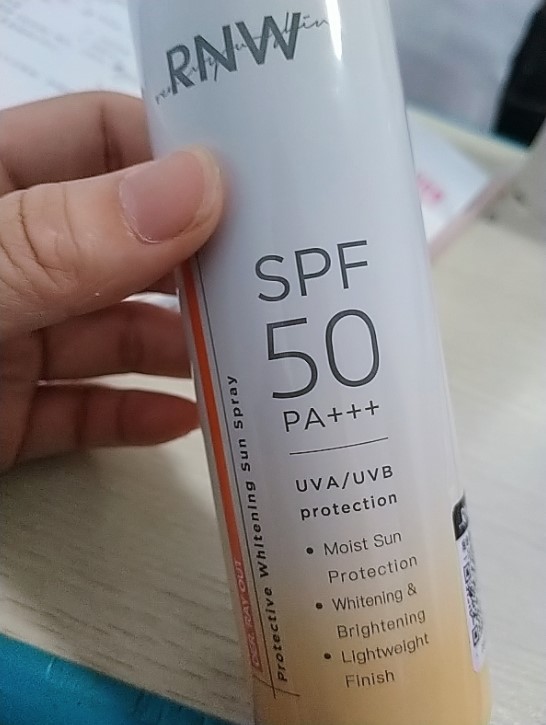 RNW
SPF
50
PA+++
UVA/UVB
protection
• Moist Sun
Protection
• Whitening &
Brightening
• Lightweight
Finish
Protective Whitening Sun Spray